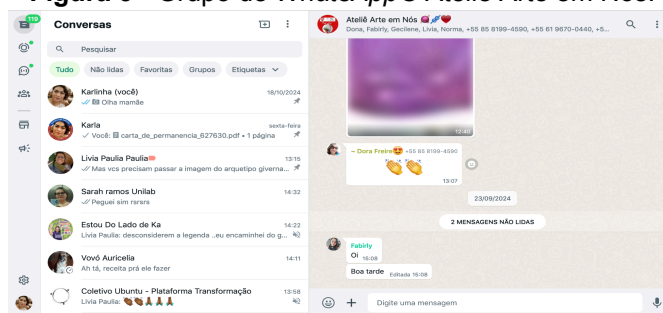 Figura 3 - Grupo do WhatsApp o Ateliê Arte em Nós.
110
Conversas
Pesquisar
Tudo
Não lidas
Favoritas
Grupos
Etiquetas
Karlinha (você)
18/10/2024
Olha mamãe
Karla
sexta-feira
Você: carta_de_permanencia_627630.pdf • 1 página
Livia Paulia Paulia
13:15
Mas vcs precisam passar a imagem do arquetipo giverna...
Sarah ramos Unilab
14:32
Peguei sim rsrsrs
Estou Do Lado de Ka
14:22
Livia Paulia: desconsiderem a legenda ..eu encaminhei do g...
Vovó Auricelia
14:11
Ah tá, receita prá ele fazer
Coletivo Ubuntu - Plataforma Transformação
13:58
Livia Paulia:
Ateliê Arte em Nós
Dona, Fabirly, Gecilene, Livia, Norma, +55 85 8199-4590, +55 61 9670-0440, +5...
12:40
~ Dora Freire +55 85 8199-4590
13:07
23/09/2024
2 MENSAGENS NÃO LIDAS
Fabirly
Oi 15:08
Boa tarde Editada 15:08
Digite uma mensagem